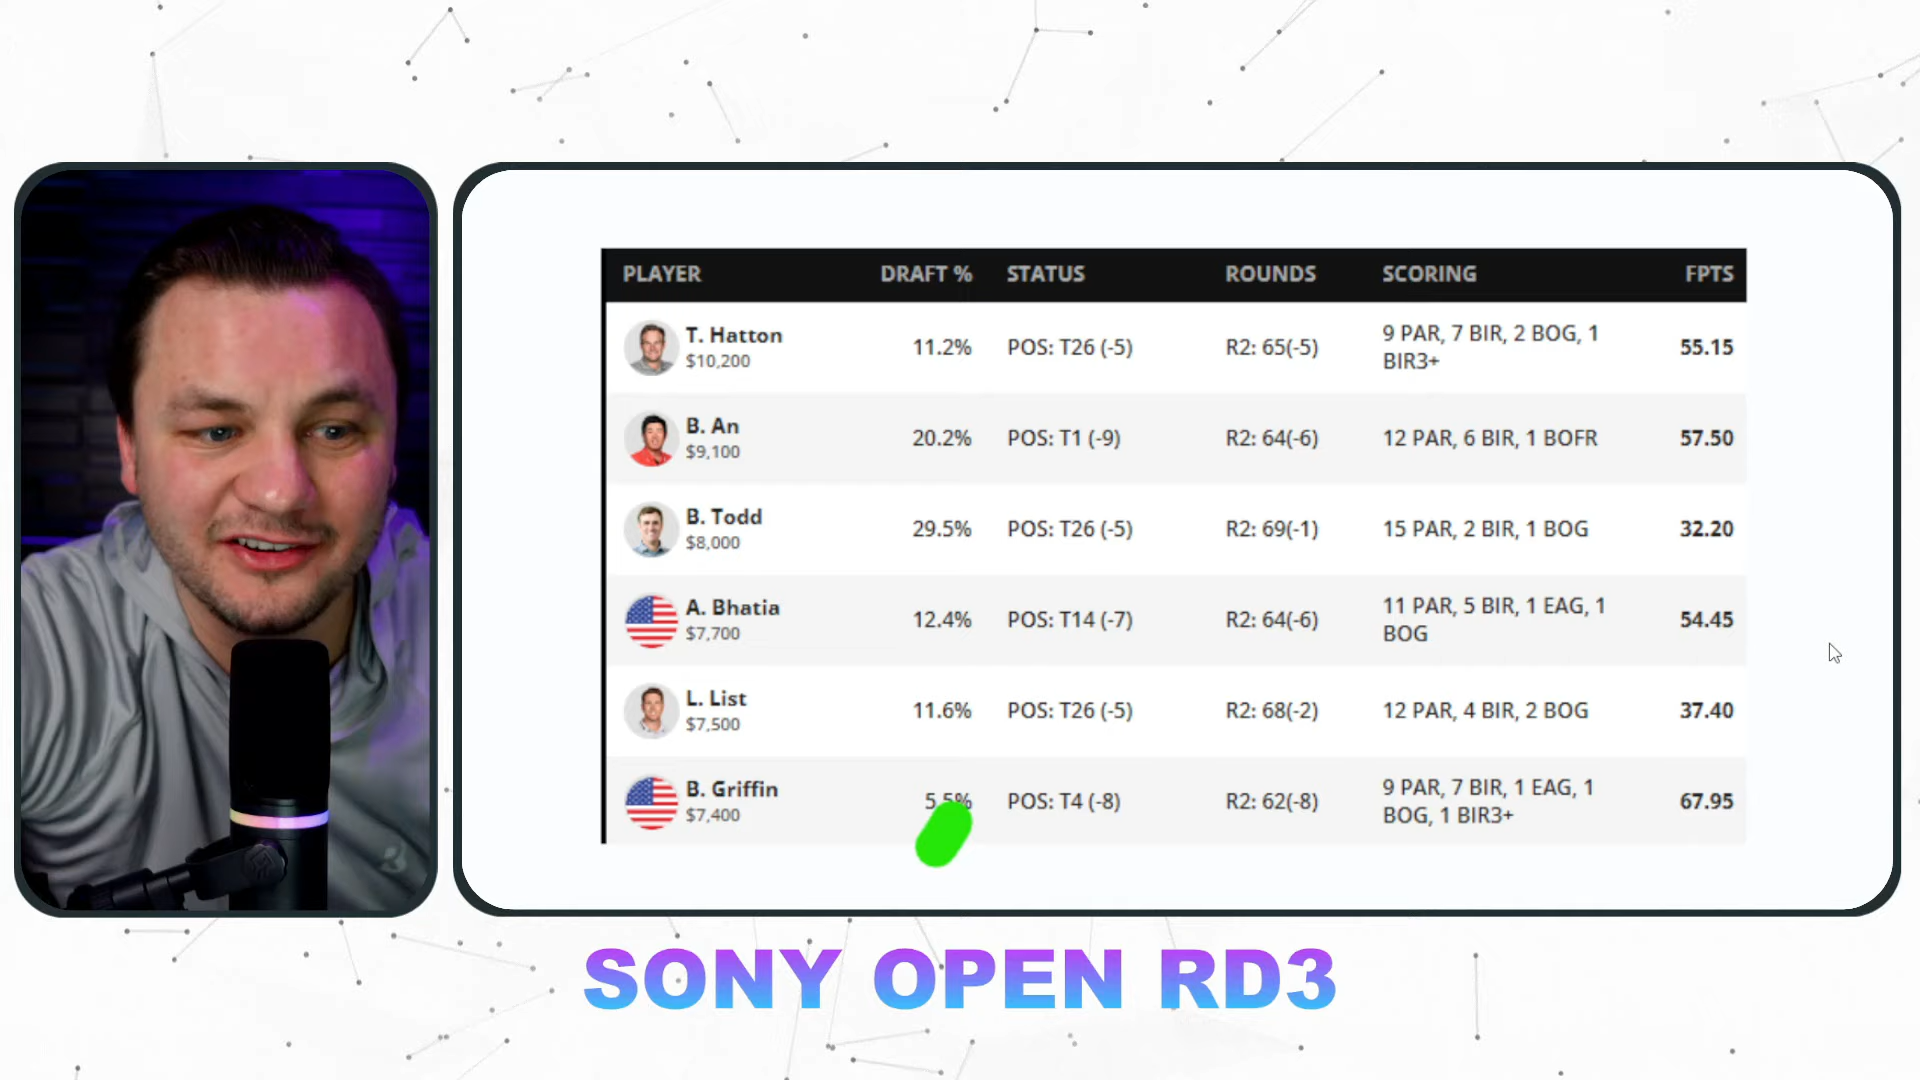 PLAYER DRAFT % STATUS ROUNDS SCORING FPTS
T. Hatton
$10,200
11.2% POS: T26 (-5) R2: 65(-5) 9 PAR, 7 BIR, 2 BOG, 1
BIR3+
55.15
B. An
$9,100
20.2% POS: T1 (-9) R2: 64(-6) 12 PAR, 6 BIR, 1 BOFR 57.50
B. Todd
$8,000
29.5% POS: T26 (-5) R2: 69(-1) 15 PAR, 2 BIR, 1 BOG 32.20
A. Bhatia
$7,700
12.4% POS: T14 (-7) R2: 64(-6) 11 PAR, 5 BIR, 1 EAG, 1
BOG
54.45
L. List
$7,500
11.6% POS: T26 (-5) R2: 68(-2) 12 PAR, 4 BIR, 2 BOG 37.40
B. Griffin
$7,400
5.5% POS: T4 (-8) R2: 62(-8) 9 PAR, 7 BIR, 1 EAG, 1
BOG, 1 BIR3+
67.95
SONY OPEN RD3